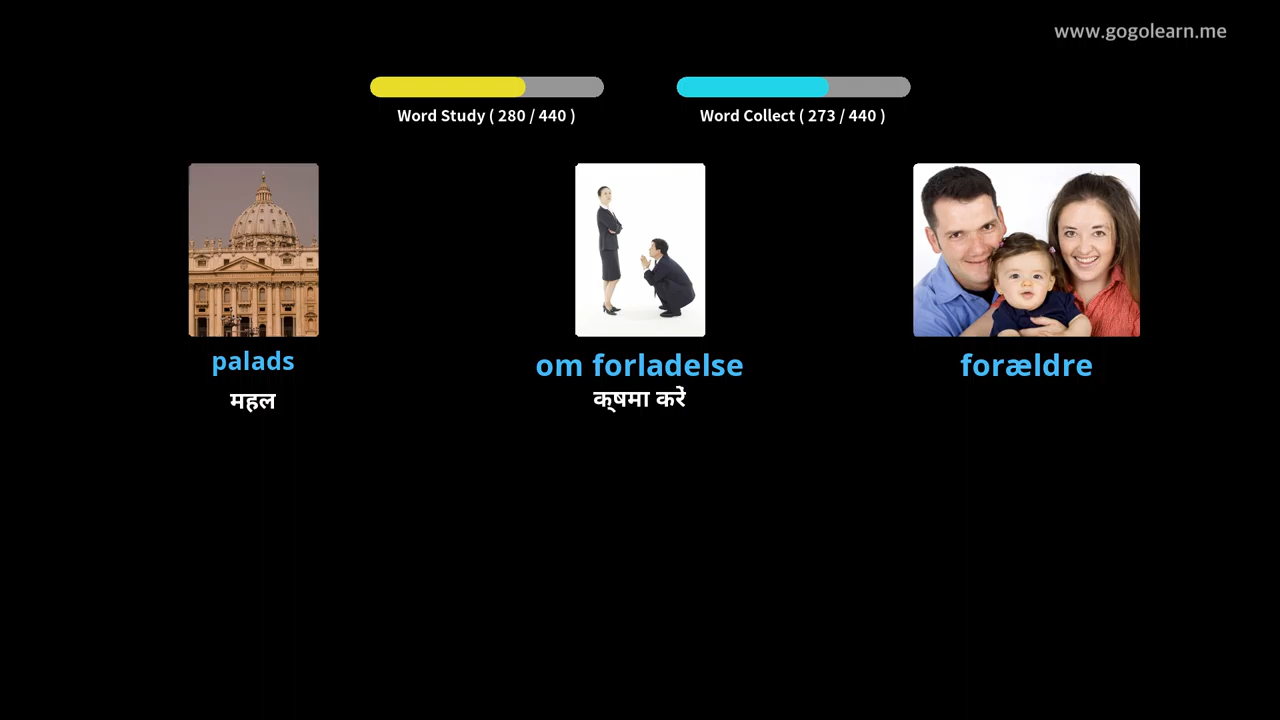 www.gogolearn.me
Word Study ( 280 / 440 )
Word Collect ( 273 / 440 )
palads
महल
om forladelse
क्षमा करें
forældre